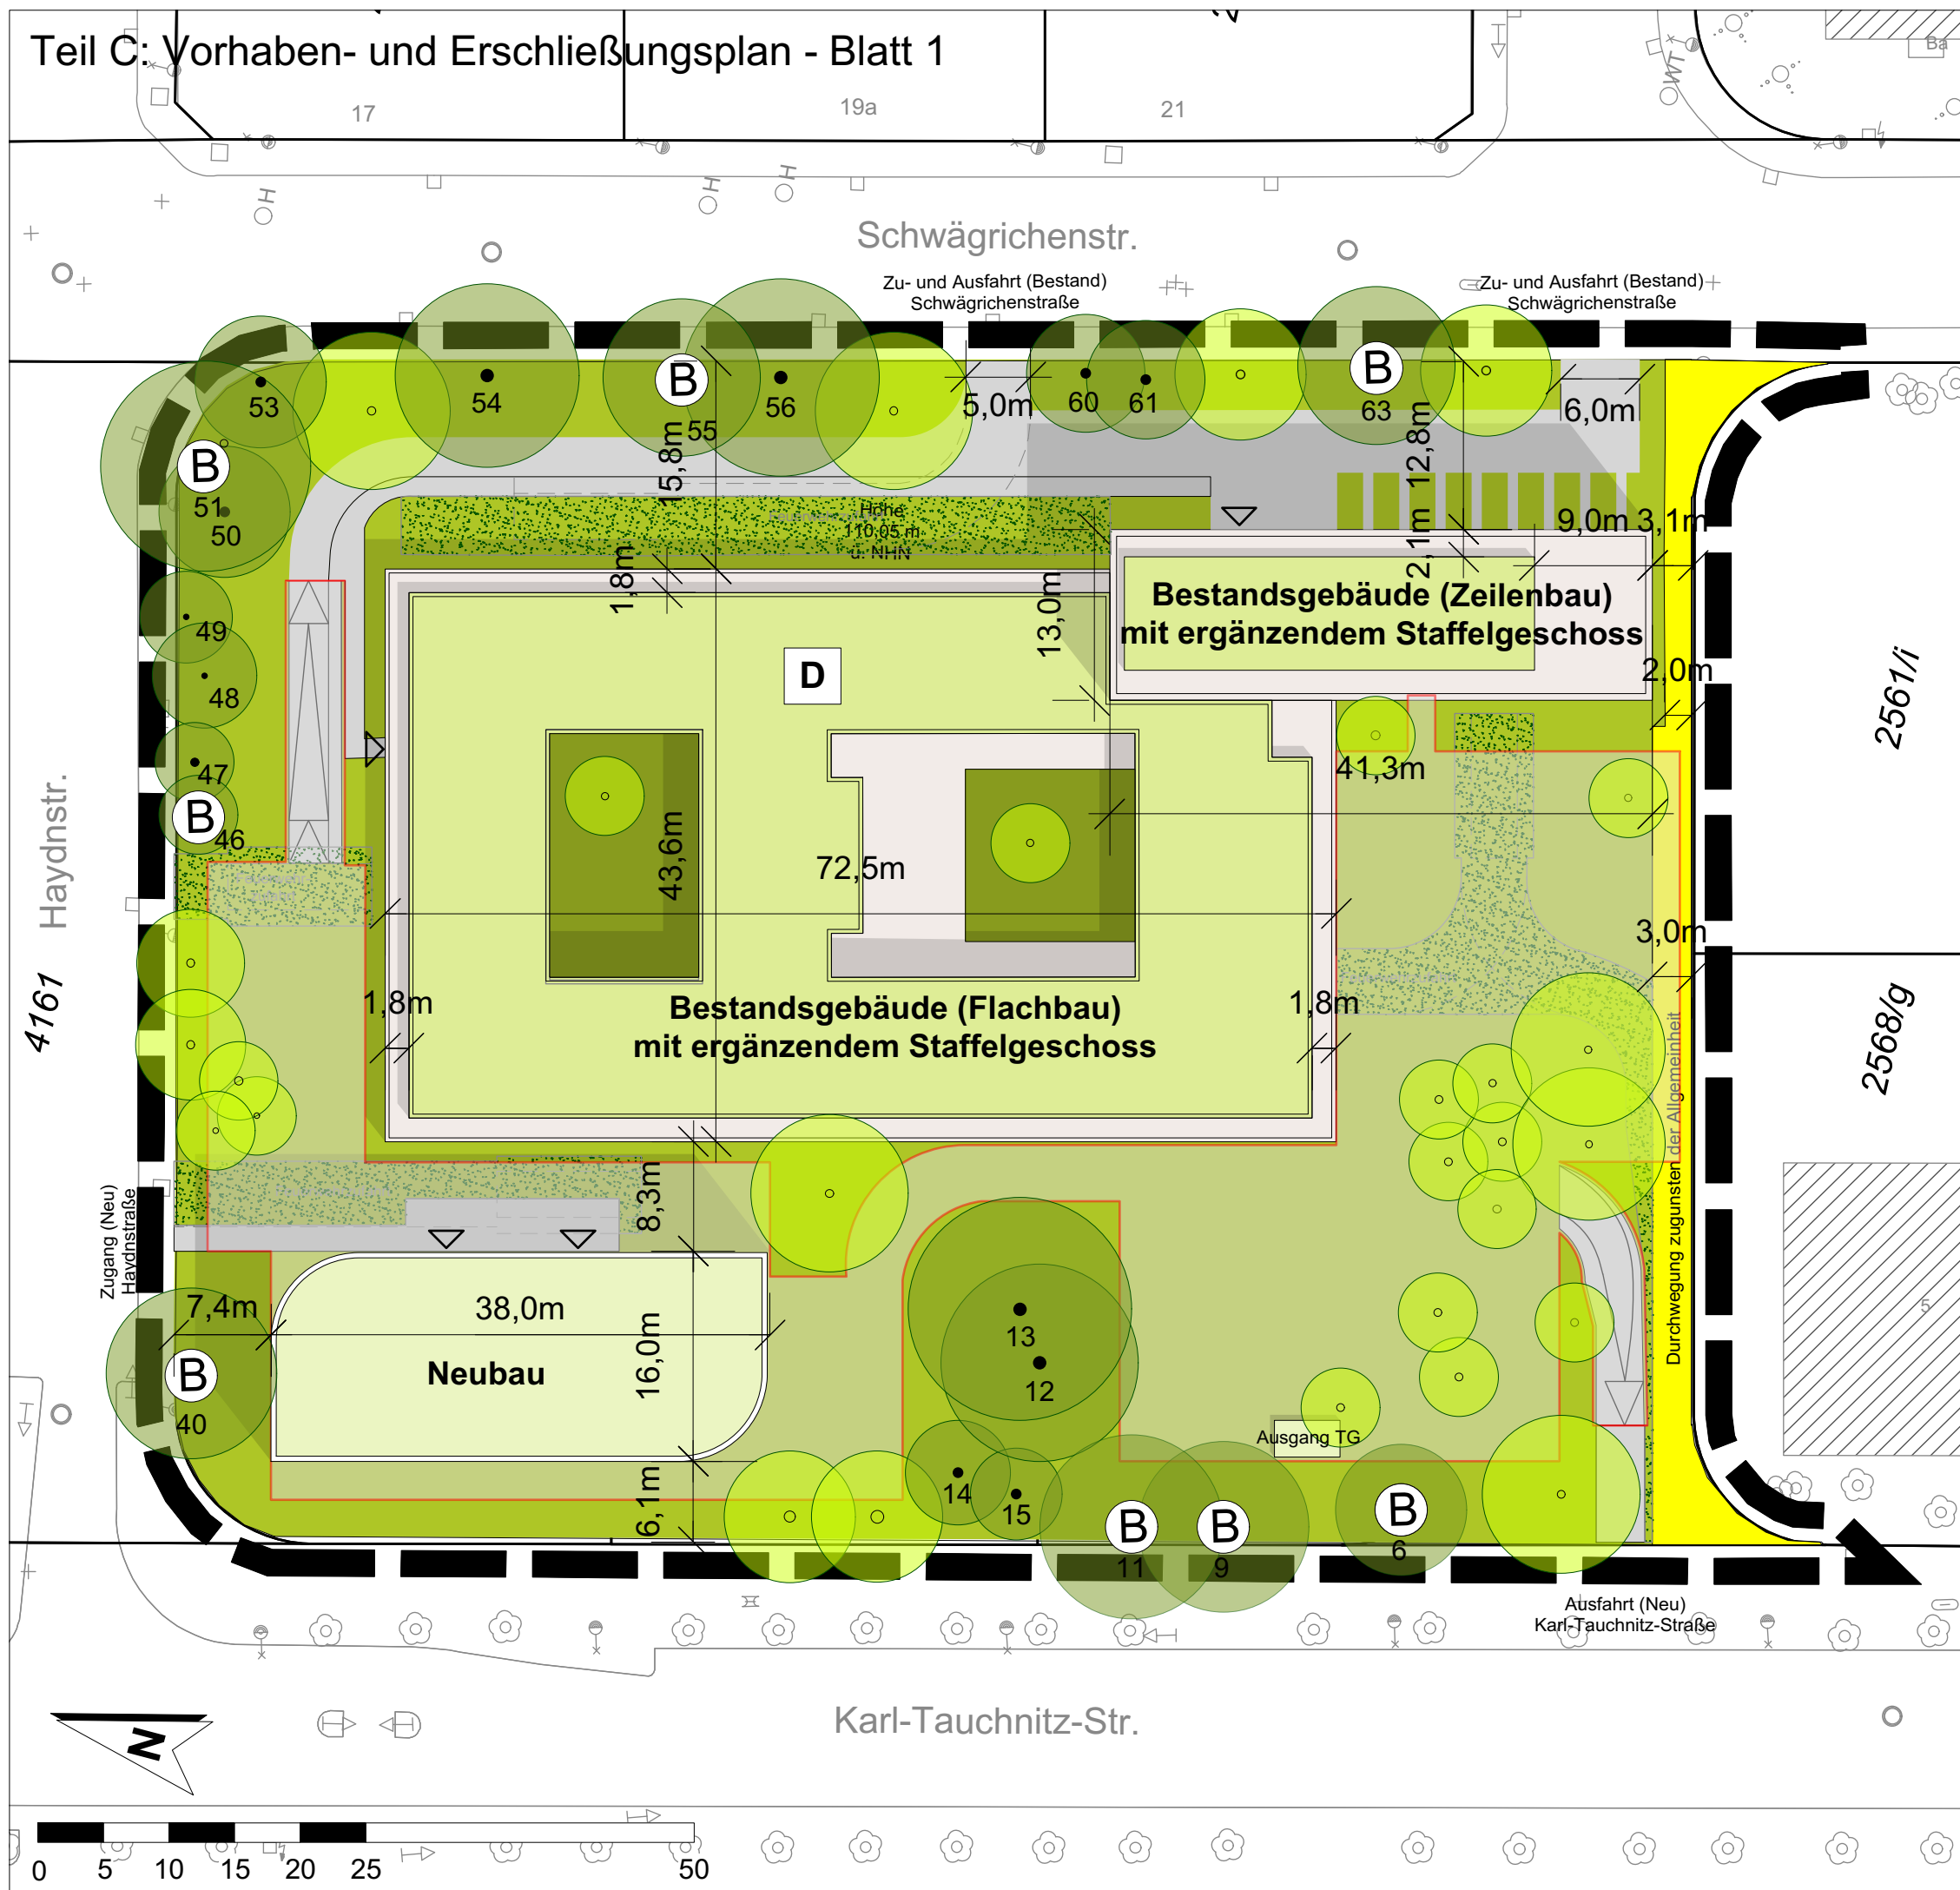 Teil C: Vorhaben- und Erschließungsplan - Blatt 1
17
19a
21
Ba
WT
H
H
H
Schwägrichenstr.
Zu- und Ausfahrt (Bestand)
Schwägrichenstraße
Zu- und Ausfahrt (Bestand)
Schwägrichenstraße
53
54
B
55
56
5,0m
60
61
B
63
6,0m
B
51
50
15,8m
12,8m
Höhe
110,05 m
ü. NHN
2,1m
9,0m
3,1m
49
1,8m
13,0m
Bestandsgebäude (Zeilenbau)
mit ergänzendem Staffelgeschoss
48
D
2,0m
2561/i
47
B
46
41,3m
Haydnstr.
43,6m
72,5m
3,0m
4161
1,8m
Bestandsgebäude (Flachbau)
mit ergänzendem Staffelgeschoss
1,8m
2568/g
Durchwegung zugunsten der Allgemeinheit
Zugang (Neu)
Haydnstraße
8,3m
7,4m
38,0m
16,0m
Neubau
B
40
13
12
5
Ausgang TG
14
15
6,1m
B
11
B
9
B
6
Ausfahrt (Neu)
Karl-Tauchnitz-Straße
Karl-Tauchnitz-Str.
N
0 5 10 15 20 25 50